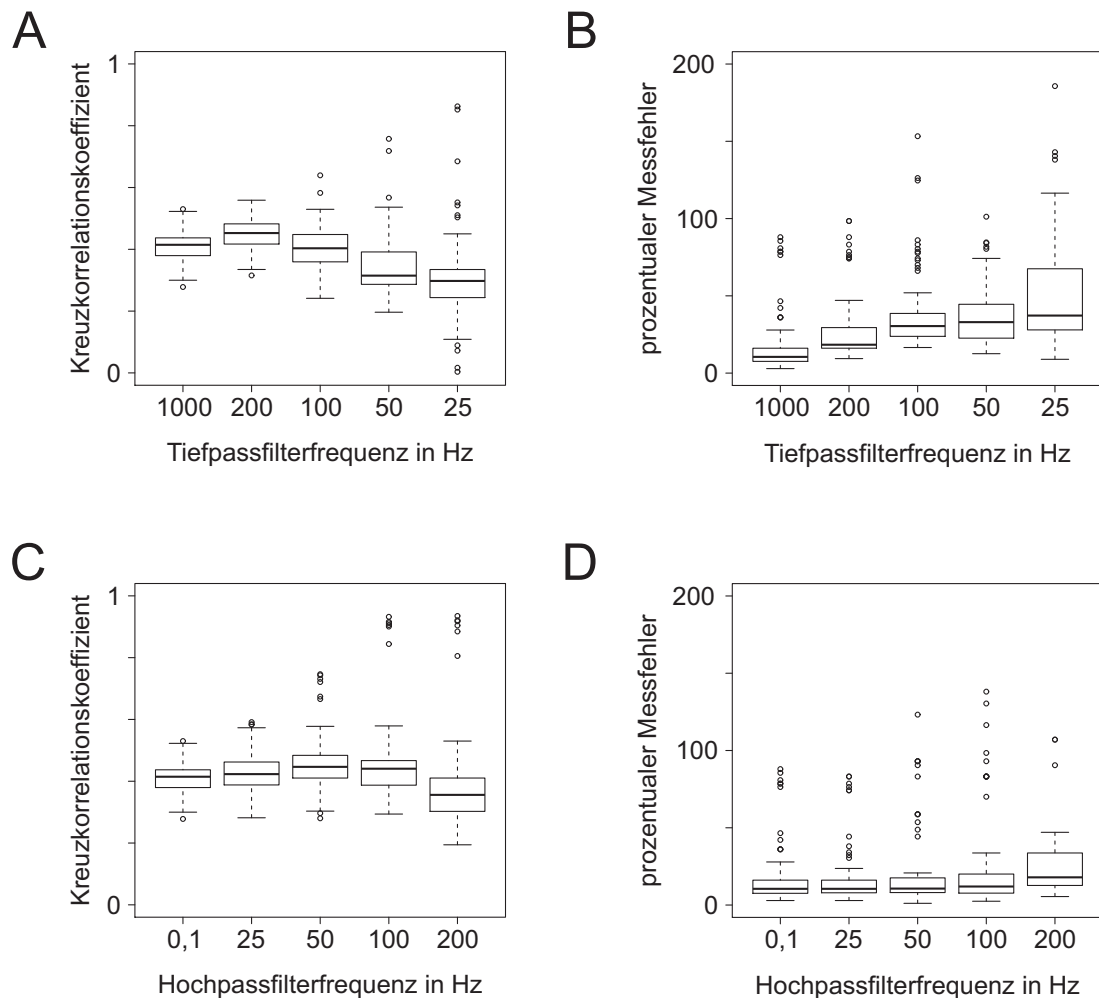 A
Kreuzkorrelationskoeffizient
1
0
1000 200 100 50 25
Tiefpassfilterfrequenz in Hz
B
prozentualer Messfehler
200
100
0
1000 200 100 50 25
Tiefpassfilterfrequenz in Hz
C
Kreuzkorrelationskoeffizient
1
0
0,1 25 50 100 200
Hochpassfilterfrequenz in Hz
D
prozentualer Messfehler
200
100
0
0,1 25 50 100 200
Hochpassfilterfrequenz in Hz